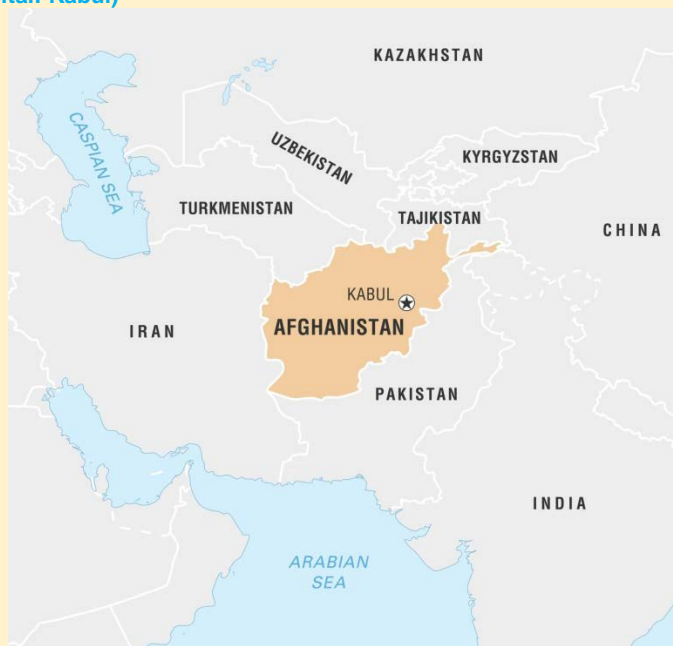 KAZAKHSTAN
CASPIAN SEA
UZBEKISTAN
KYRGYZSTAN
TURKMENISTAN
TAJIKISTAN
CHINA
KABUL
AFGHANISTAN
IRAN
PAKISTAN
INDIA
ARABIAN
SEA